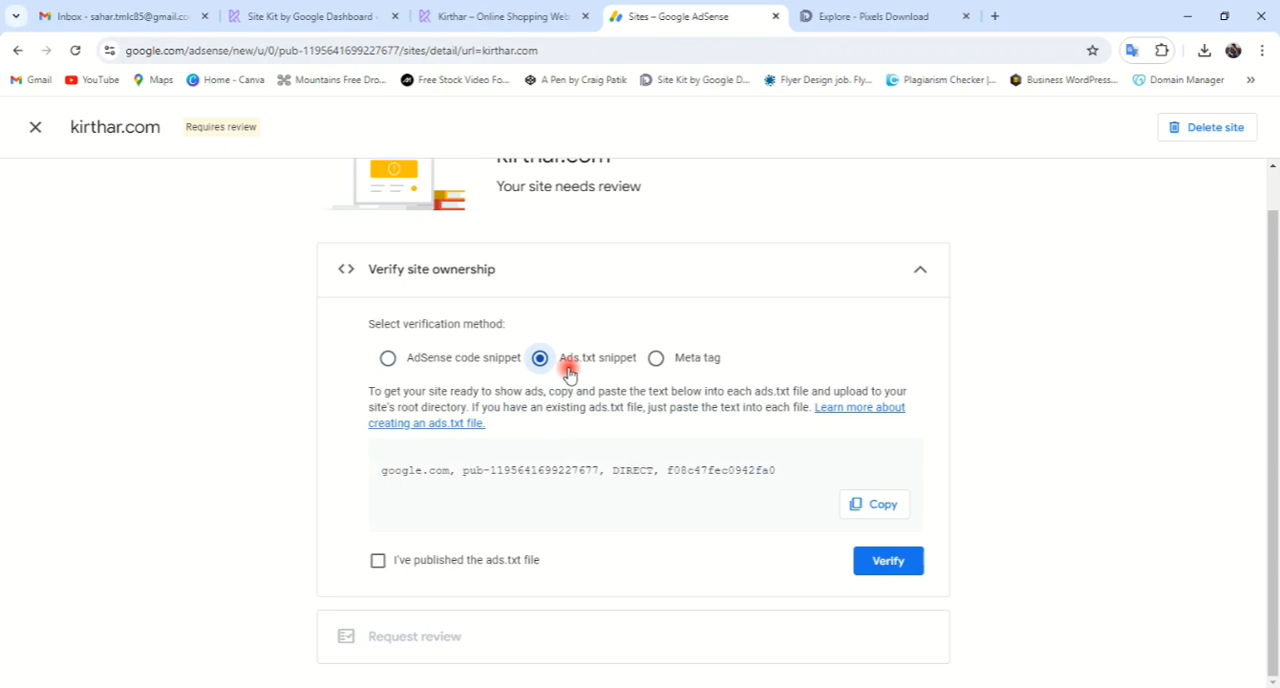 Inbox - sahar.tmlc85@gmail.co
Site Kit by Google Dashboard -
Kirthar – Online Shopping Web
Sites – Google AdSense
Explore - Pixels Download
google.com/adsense/new/u/0/pub-1195641699227677/sites/detail/url=kirthar.com
Gmail
YouTube
Maps
Home - Canva
Mountains Free Dro...
Free Stock Video Fo...
A Pen by Craig Patik
Site Kit by Google D...
Flyer Design job. Fly...
Plagiarism Checker |...
Business WordPress...
Domain Manager
kirthar.com
Requires review
Delete site
kirthar.com
Your site needs review
Verify site ownership
Select verification method:
AdSense code snippet
Ads.txt snippet
Meta tag
To get your site ready to show ads, copy and paste the text below into each ads.txt file and upload to your
site's root directory. If you have an existing ads.txt file, just paste the text into each file. Learn more about
creating an ads.txt file.
google.com, pub-1195641699227677, DIRECT, f08c47fec0942fa0
Copy
I've published the ads.txt file
Verify
Request review